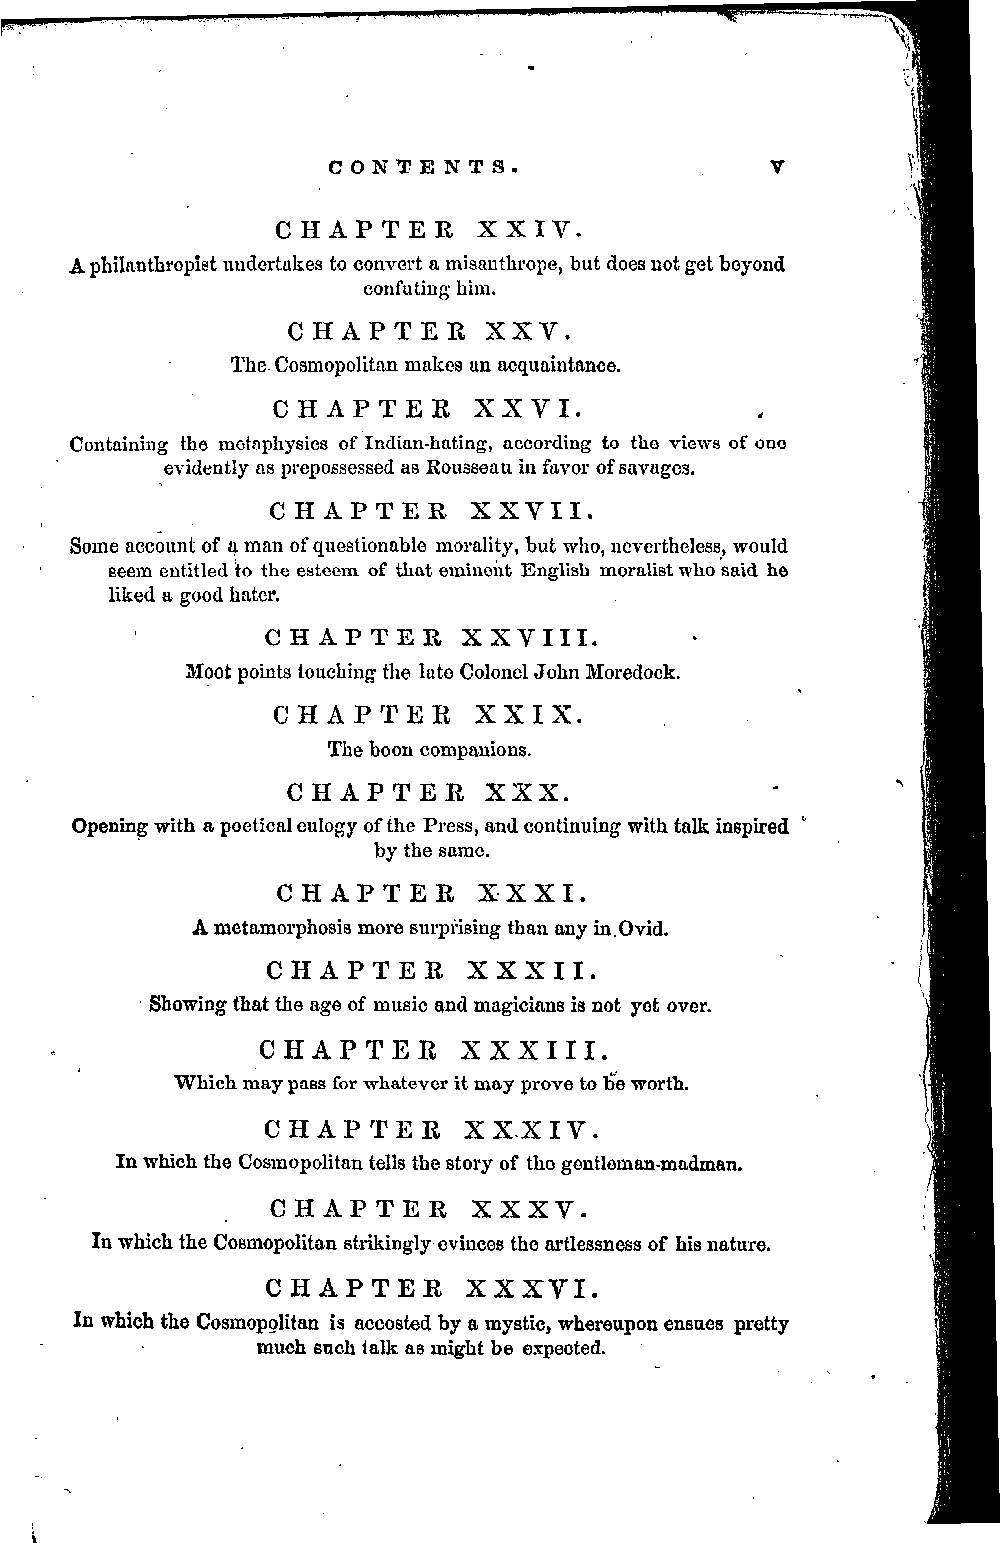 CONTENTS. V
CHAPTER XXIV.
A philanthropist undertakes to convert a misanthrope, but does not get beyond
confuting him.
CHAPTER XXV.
The Cosmopolitan makes an acquaintance.
CHAPTER XXVI.
Containing the metaphysics of Indian-hating, according to the views of one
evidently as prepossessed as Rousseau in favor of savages.
CHAPTER XXVII.
Some account of a man of questionable morality, but who, nevertheless, would
seem entitled to the esteem of that eminent English moralist who said he
liked a good hater.
CHAPTER XXVIII.
Moot points touching the late Colonel John Moredock.
CHAPTER XXIX.
The boon companions.
CHAPTER XXX.
Opening with a poetical eulogy of the Press, and continuing with talk inspired
by the same.
CHAPTER XXXI.
A metamorphosis more surprising than any in Ovid.
CHAPTER XXXII.
Showing that the age of music and magicians is not yet over.
CHAPTER XXXIII.
Which may pass for whatever it may prove to be worth.
CHAPTER XXXIV.
In which the Cosmopolitan tells the story of the gentleman-madman.
CHAPTER XXXV.
In which the Cosmopolitan strikingly evinces the artlessness of his nature.
CHAPTER XXXVI.
In which the Cosmopolitan is accosted by a mystic, whereupon ensues pretty
much such talk as might be expected.